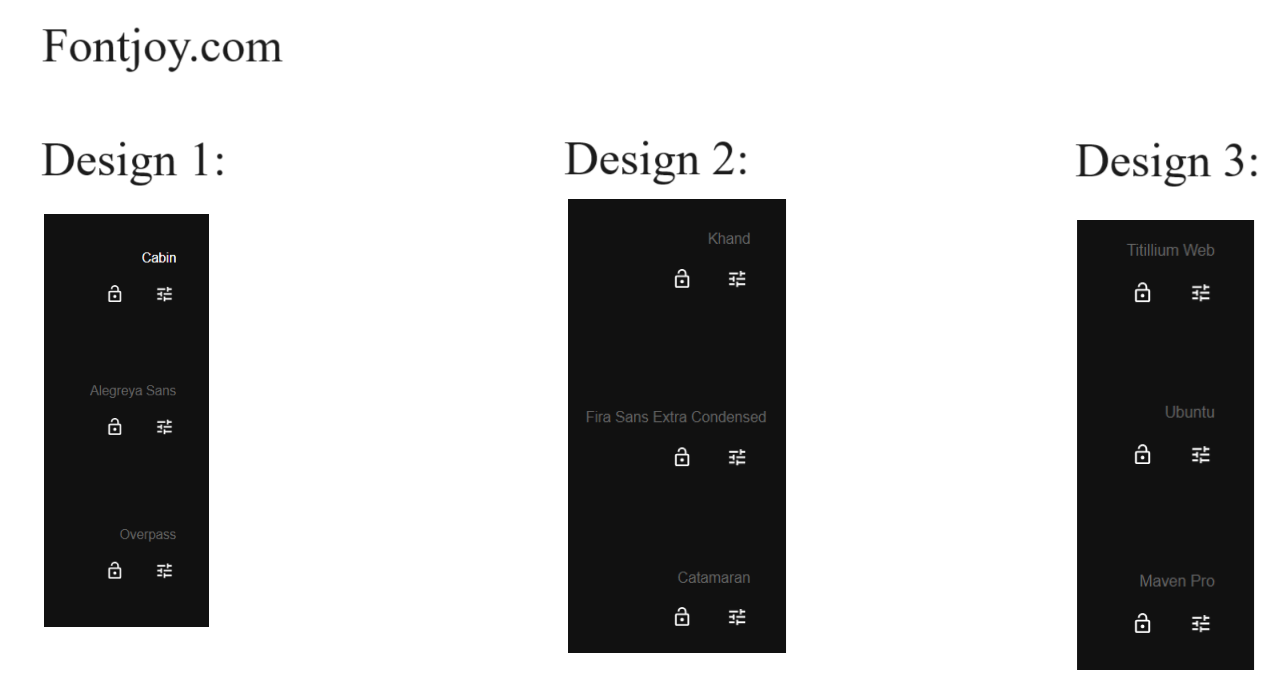 Fontjoy.com
Design 1:
Cabin
Alegreya Sans
Overpass
Design 2:
Khand
Fira Sans Extra Condensed
Catamaran
Design 3:
Titillium Web
Ubuntu
Maven Pro